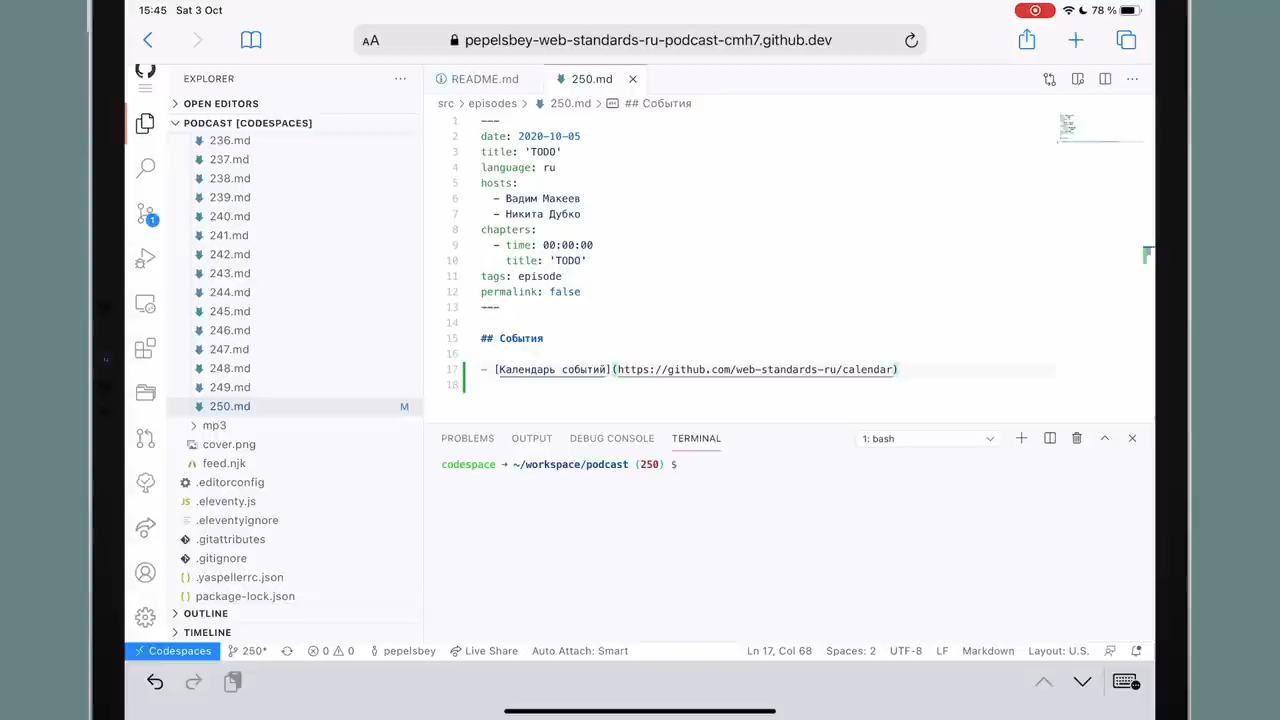 15:45 Sat 3 Oct 78 %
AA pepelsbey-web-standards-ru-podcast-cmh7.github.dev
EXPLORER
OPEN EDITORS
PODCAST [CODESPACES]
236.md
237.md
238.md
239.md
240.md
241.md
242.md
243.md
244.md
245.md
246.md
247.md
248.md
249.md
250.md M
mp3
cover.png
feed.njk
.editorconfig
JS .eleventy.js
.eleventyignore
.gitattributes
.gitignore
{} .yaspellerrc.json
{} package-lock.json
OUTLINE
TIMELINE
1
README.md 250.md
src > episodes > 250.md > ## События
1 ---
2 date: 2020-10-05
3 title: 'TODO'
4 language: ru
5 hosts:
6 - Вадим Макеев
7 - Никита Дубко
8 chapters:
9 - time: 00:00:00
10 title: 'TODO'
11 tags: episode
12 permalink: false
13 ---
14
15 ## События
16
17 - [Календарь событий](https://github.com/web-standards-ru/calendar)
18
PROBLEMS OUTPUT DEBUG CONSOLE TERMINAL 1: bash
codespace → ~/workspace/podcast (250) $
Codespaces 250* 0 0 pepelsbey Live Share Auto Attach: Smart Ln 17, Col 68 Spaces: 2 UTF-8 LF Markdown Layout: U.S.